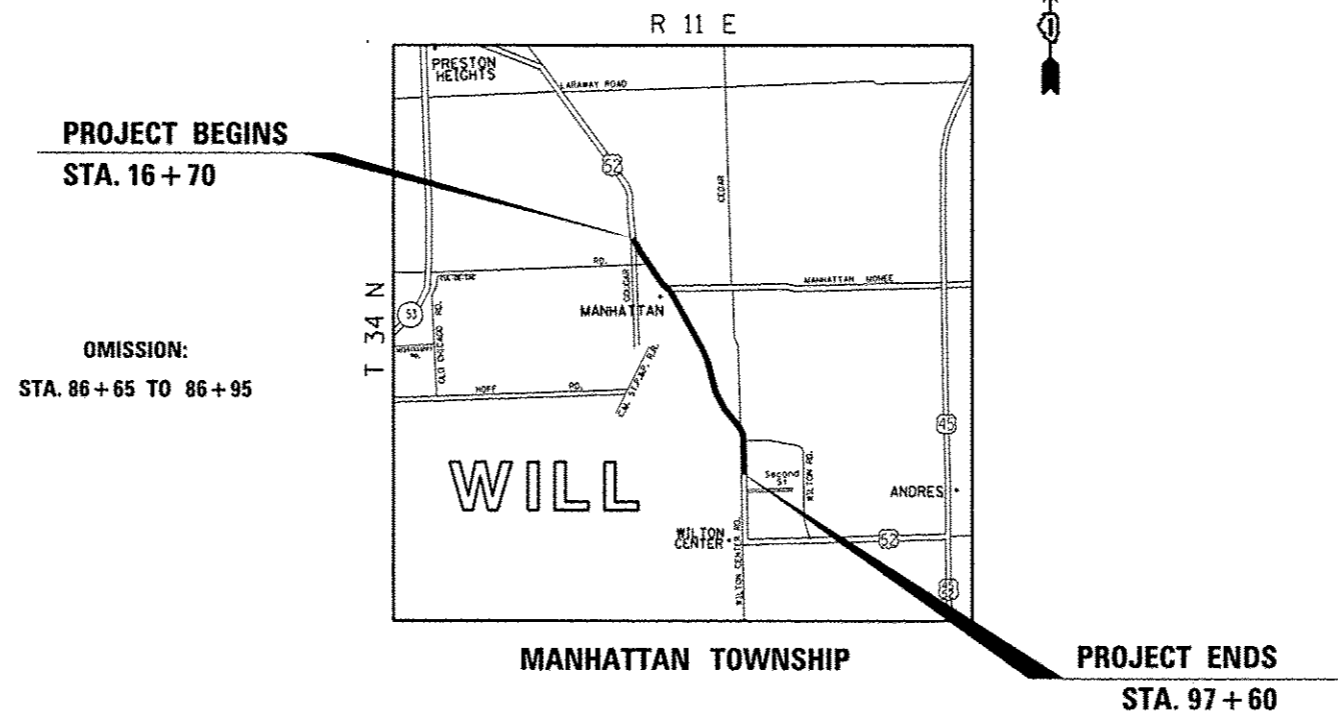 R 11 E
PRESTON
HEIGHTS
LARAWAY ROAD
PROJECT BEGINS
STA. 16+70
52
CEDAR
RD.
COUGAR
MANHATTAN MONEE
MANHATTAN
T 34 N
53
OLD CHICAGO RD.
OMISSION:
STA. 86+65 TO 86+95
HOFF RD.
45
WILL
Second
St
WILTON RD.
ANDRES
WILTON
CENTER
WILTON CENTER RD.
52
45
MANHATTAN TOWNSHIP
PROJECT ENDS
STA. 97+60